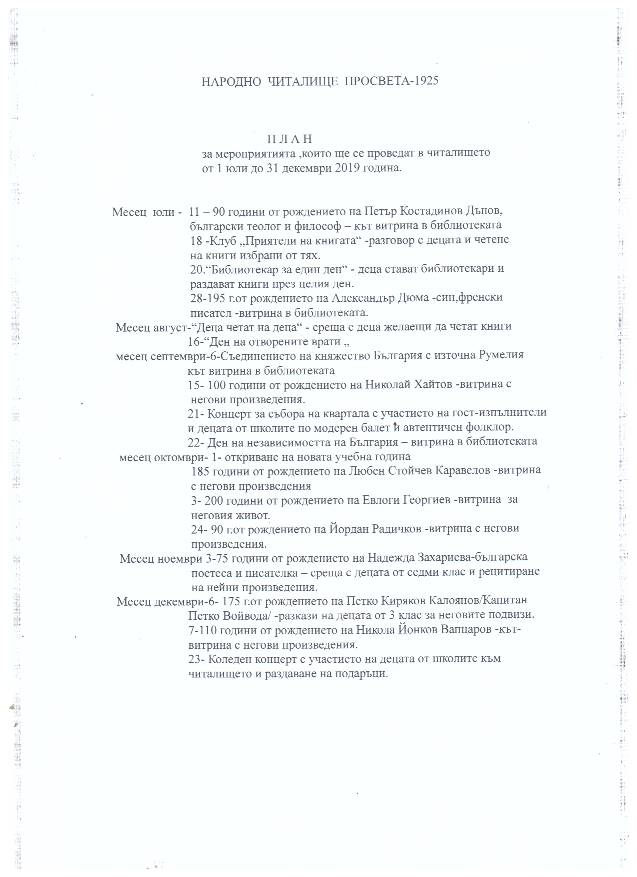 НАРОДНО ЧИТАЛИЩЕ ПРОСВЕТА-1925
П Л А Н
за мероприятията ,които ще се проведат в читалището
от 1 юли до 31 декември 2019 година.
Месец юли - 11 – 90 години от рождението на Петър Костадинов Дънов,
български теолог и философ – кът витрина в библиотеката
18 -Клуб „Приятели на книгата“ -разговор с децата и четене
на книги избрани от тях.
20.“Библиотекар за един ден“ - деца стават библиотекари и
раздават книги през целия ден.
28-195 г.от рождението на Александър Дюма -син,френски
писател -витрина в библиотеката.
Месец август-“Деца четат на деца“ - среща с деца желаещи да четат книги
16-“Ден на отворените врати „
месец септември-6-Съединението на княжество България с източна Румелия
кът витрина в библиотеката
15- 100 години от рождението на Николай Хайтов -витрина с
негови произведения.
21- Концерт за събора на квартала с участието на гост-изпълнители
и децата от школите по модерен балет и автентичен фолклор.
22- Ден на независимостта на България – витрина в библиотеката
месец октомври- 1- откриване на новата учебна година
185 години от рождението на Любен Стойчев Каравелов -витрина
с негови произведения
3- 200 години от рождението на Евлоги Георгиев -витрина за
неговия живот.
24- 90 г.от рождението на Йордан Радичков -витрина с негови
произведения.
Месец ноември 3-75 години от рождението на Надежда Захариева-българска
поетеса и писателка – среща с децата от седми клас и рецитиране
на нейни произведения.
Месец декември-6- 175 г.от рождението на Петко Киряков Калоянов/Капитан
Петко Войвода/ -разкази на децата от 3 клас за неговите подвизи.
7-110 години от рождението на Никола Йонков Вапцаров -кът-
витрина с негови произведения.
23- Коледен концерт с участието на децата от школите към
читалището и раздаване на подаръци.